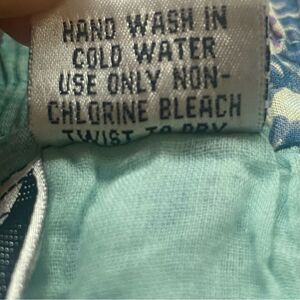 HAND WASH IN
COLD WATER
USE ONLY NON-
CHLORINE BLEACH
TWIST TO DRY